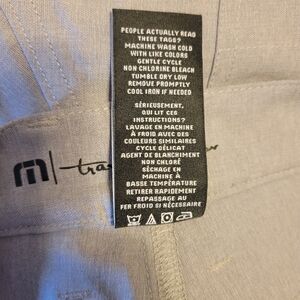 PEOPLE ACTUALLY READ
THESE TAGS?
MACHINE WASH COLD
WITH LIKE COLORS
GENTLE CYCLE
NON CHLORINE BLEACH
TUMBLE DRY LOW
REMOVE PROMPTLY
COOL IRON IF NEEDED
SÉRIEUSEMENT,
QUI LIT CES
INSTRUCTIONS?
LAVAGE EN MACHINE
À FROID AVEC DES
COULEURS SIMILAIRES
CYCLE DÉLICAT
AGENT DE BLANCHIMENT
NON CHLORÉ
SÉCHAGE EN
MACHINE À
BASSE TEMPÉRATURE
RETIRER RAPIDEMENT
REPASSAGE AU
FER FROID SI NÉCESSAIRE
m | tra